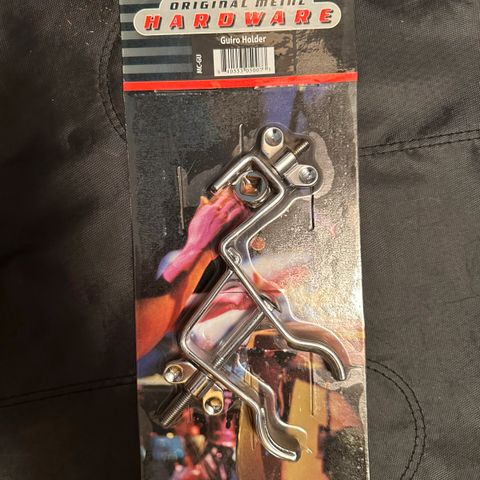 ORIGINAL METAL
HARDWARE
Guiro Holder
MC-GU